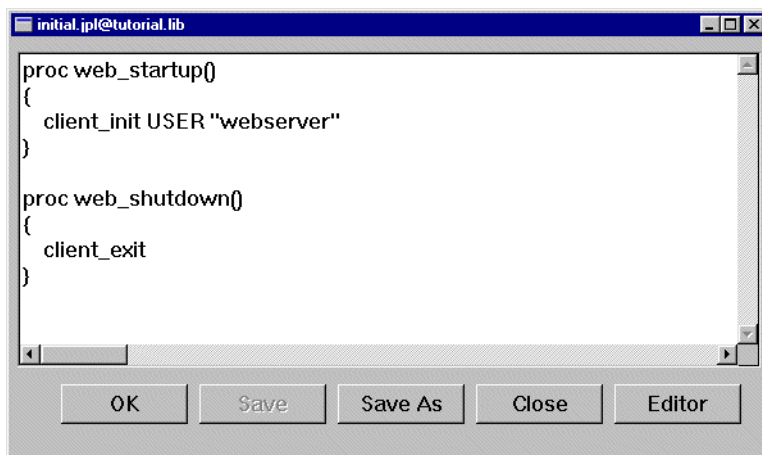 initial.jpl@tutorial.lib
proc web_startup()
{
client_init USER "webserver"
}
proc web_shutdown()
{
client_exit
}
OK Save Save As Close Editor